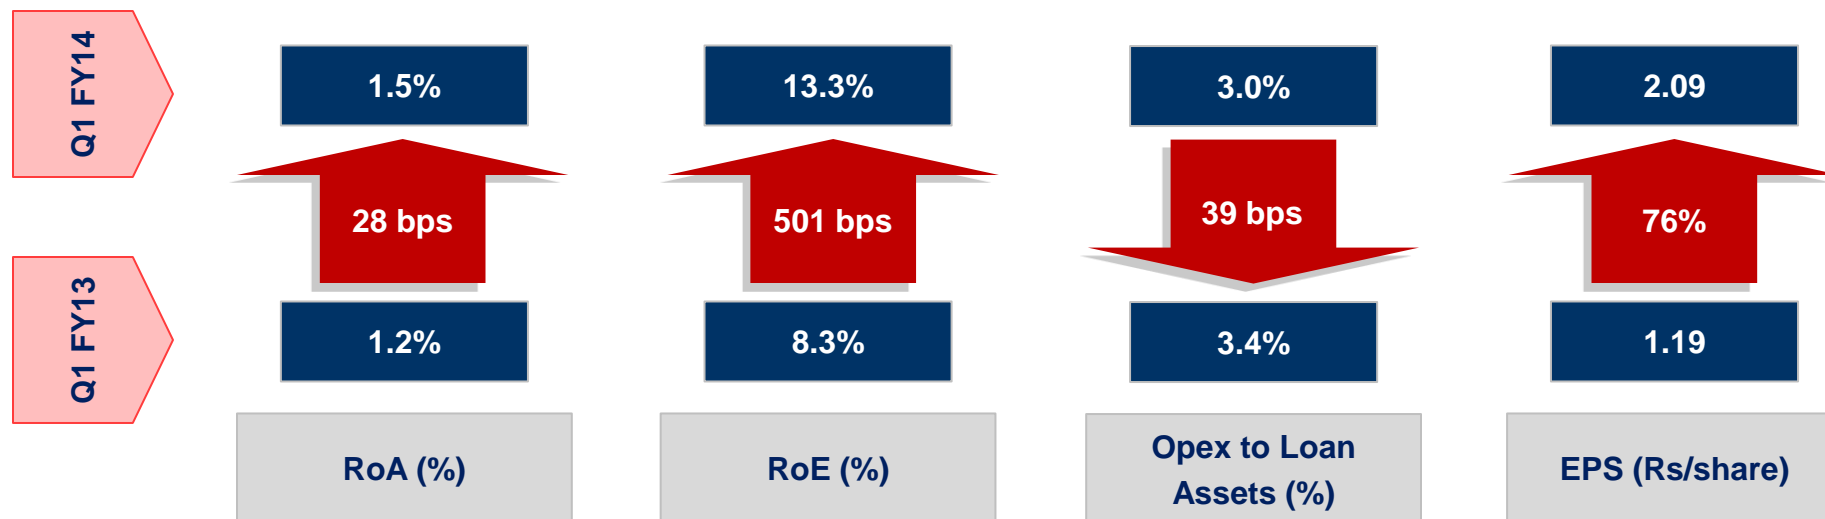 Q1 FY14
1.5%
13.3%
3.0%
2.09
28 bps
501 bps
39 bps
76%
Q1 FY13
1.2%
8.3%
3.4%
1.19
RoA (%)
RoE (%)
Opex to Loan
Assets (%)
EPS (Rs/share)